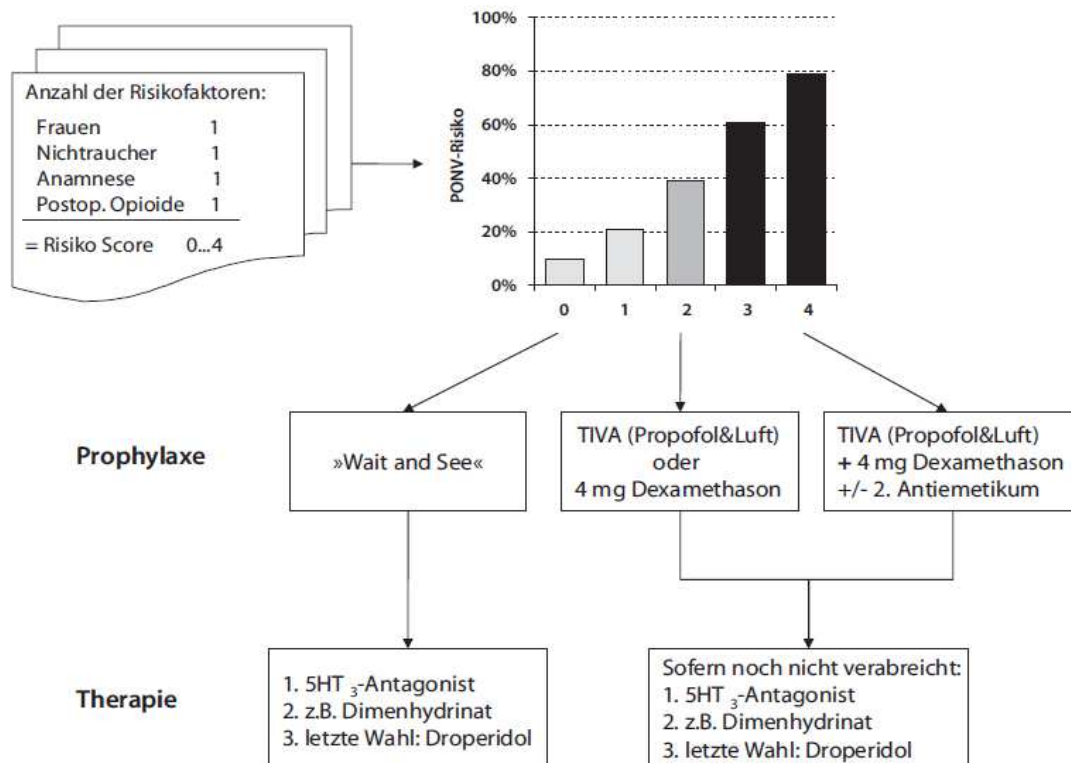 Anzahl der Risikofaktoren:
Frauen 1
Nichtraucher 1
Anamnese 1
Postop. Opioide 1
= Risiko Score 0...4
PONV-Risiko
100%
80%
60%
40%
20%
0%
0 1 2 3 4
Prophylaxe
»Wait and See«
TIVA (Propofol&Luft)
oder
4 mg Dexamethason
TIVA (Propofol&Luft)
+ 4 mg Dexamethason
+/- 2. Antiemetikum
Therapie
1. 5HT ₃-Antagonist
2. z.B. Dimenhydrinat
3. letzte Wahl: Droperidol
Sofern noch nicht verabreicht:
1. 5HT ₃-Antagonist
2. z.B. Dimenhydrinat
3. letzte Wahl: Droperidol